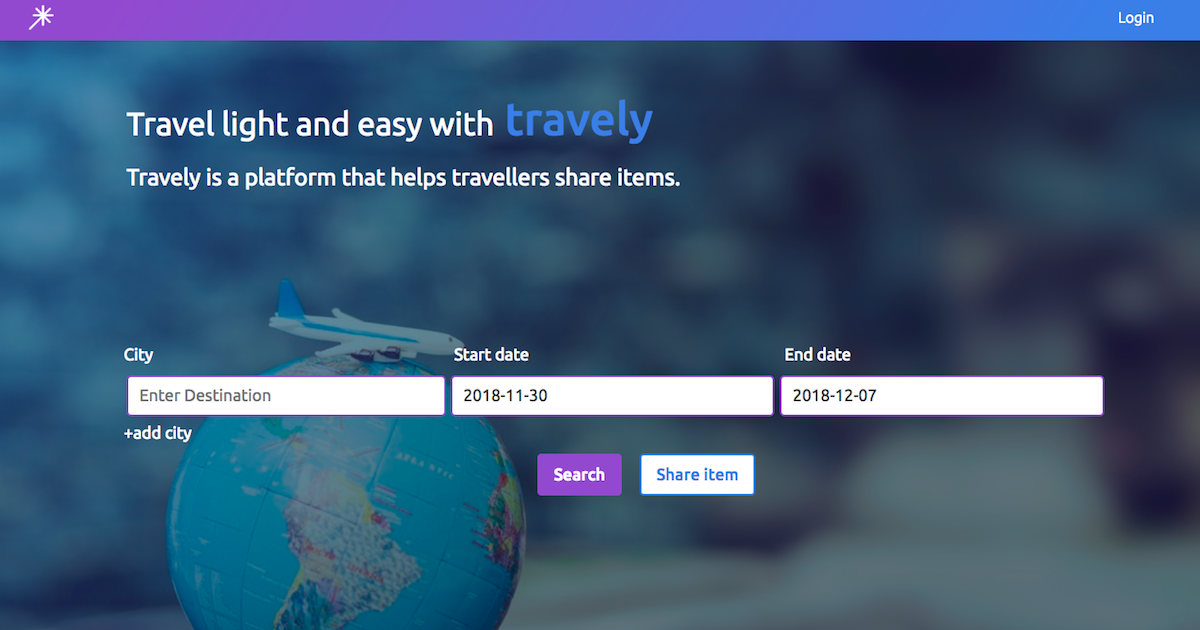 Login
Travel light and easy with travely
Travely is a platform that helps travellers share items.
City Start date End date
Enter Destination 2018-11-30 2018-12-07
+add city
Search Share item